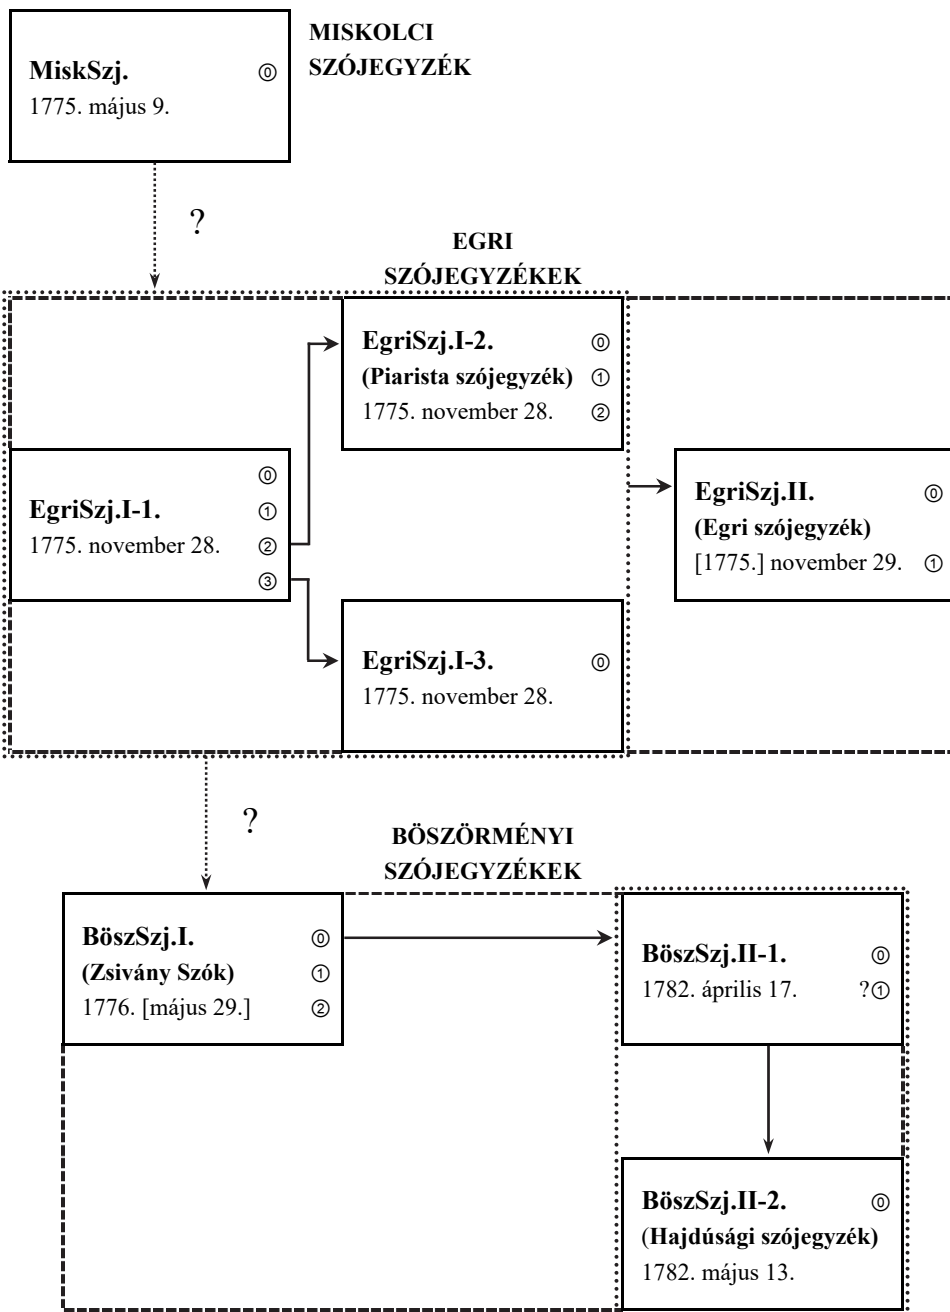 MISKOLCI
SZÓJEGYZÉK
MiskSzj. ⓪
1775. május 9.
?
EGRI
SZÓJEGYZÉKEK
EgriSzj.I-2. ⓪
(Piarista szójegyzék) ①
1775. november 28. ②
⓪
EgriSzj.I-1. ①
1775. november 28. ②
③
EgriSzj.II. ⓪
(Egri szójegyzék)
[1775.] november 29. ①
EgriSzj.I-3. ⓪
1775. november 28.
?
BÖSZÖRMÉNYI
SZÓJEGYZÉKEK
BöszSzj.I. ⓪
(Zsivány Szók) ①
1776. [május 29.] ②
BöszSzj.II-1. ⓪
1782. április 17. ?①
BöszSzj.II-2. ⓪
(Hajdúsági szójegyzék)
1782. május 13.